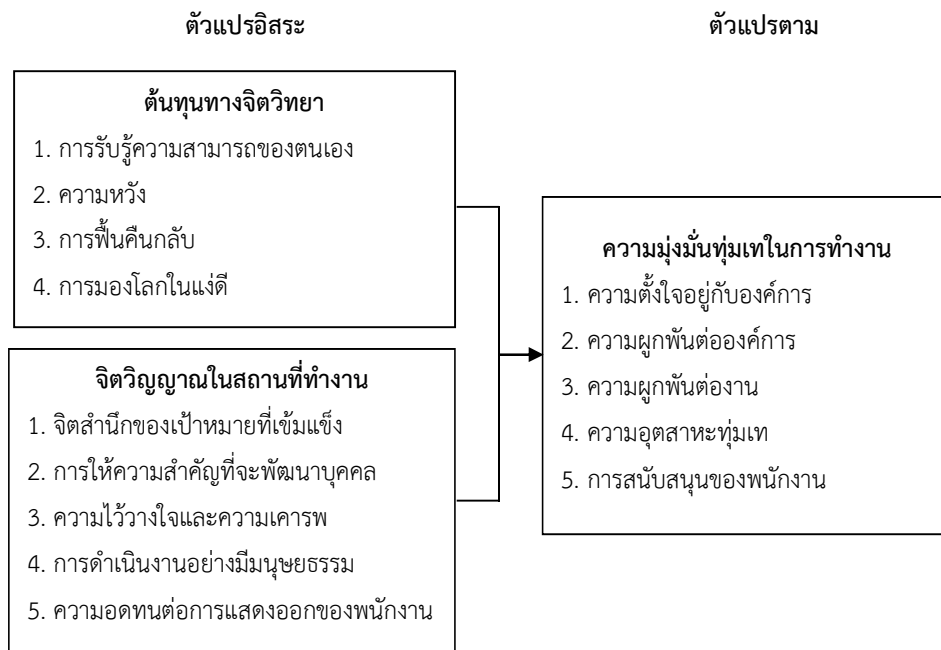 ตัวแปรอิสระ
ตัวแปรตาม
ต้นทุนทางจิตวิทยา
1. การรับรู้ความสามารถของตนเอง
2. ความหวัง
3. การฟื้นคืนกลับ
4. การมองโลกในแง่ดี
จิตวิญญาณในสถานที่ทำงาน
1. จิตสำนึกของเป้าหมายที่เข้มแข็ง
2. การให้ความสำคัญที่จะพัฒนาบุคคล
3. ความไว้วางใจและความเคารพ
4. การดำเนินงานอย่างมีมนุษยธรรม
5. ความอดทนต่อการแสดงออกของพนักงาน
ความมุ่งมั่นทุ่มเทในการทำงาน
1. ความตั้งใจอยู่กับองค์การ
2. ความผูกพันต่อองค์การ
3. ความผูกพันต่องาน
4. ความอุตสาหะทุ่มเท
5. การสนับสนุนของพนักงาน